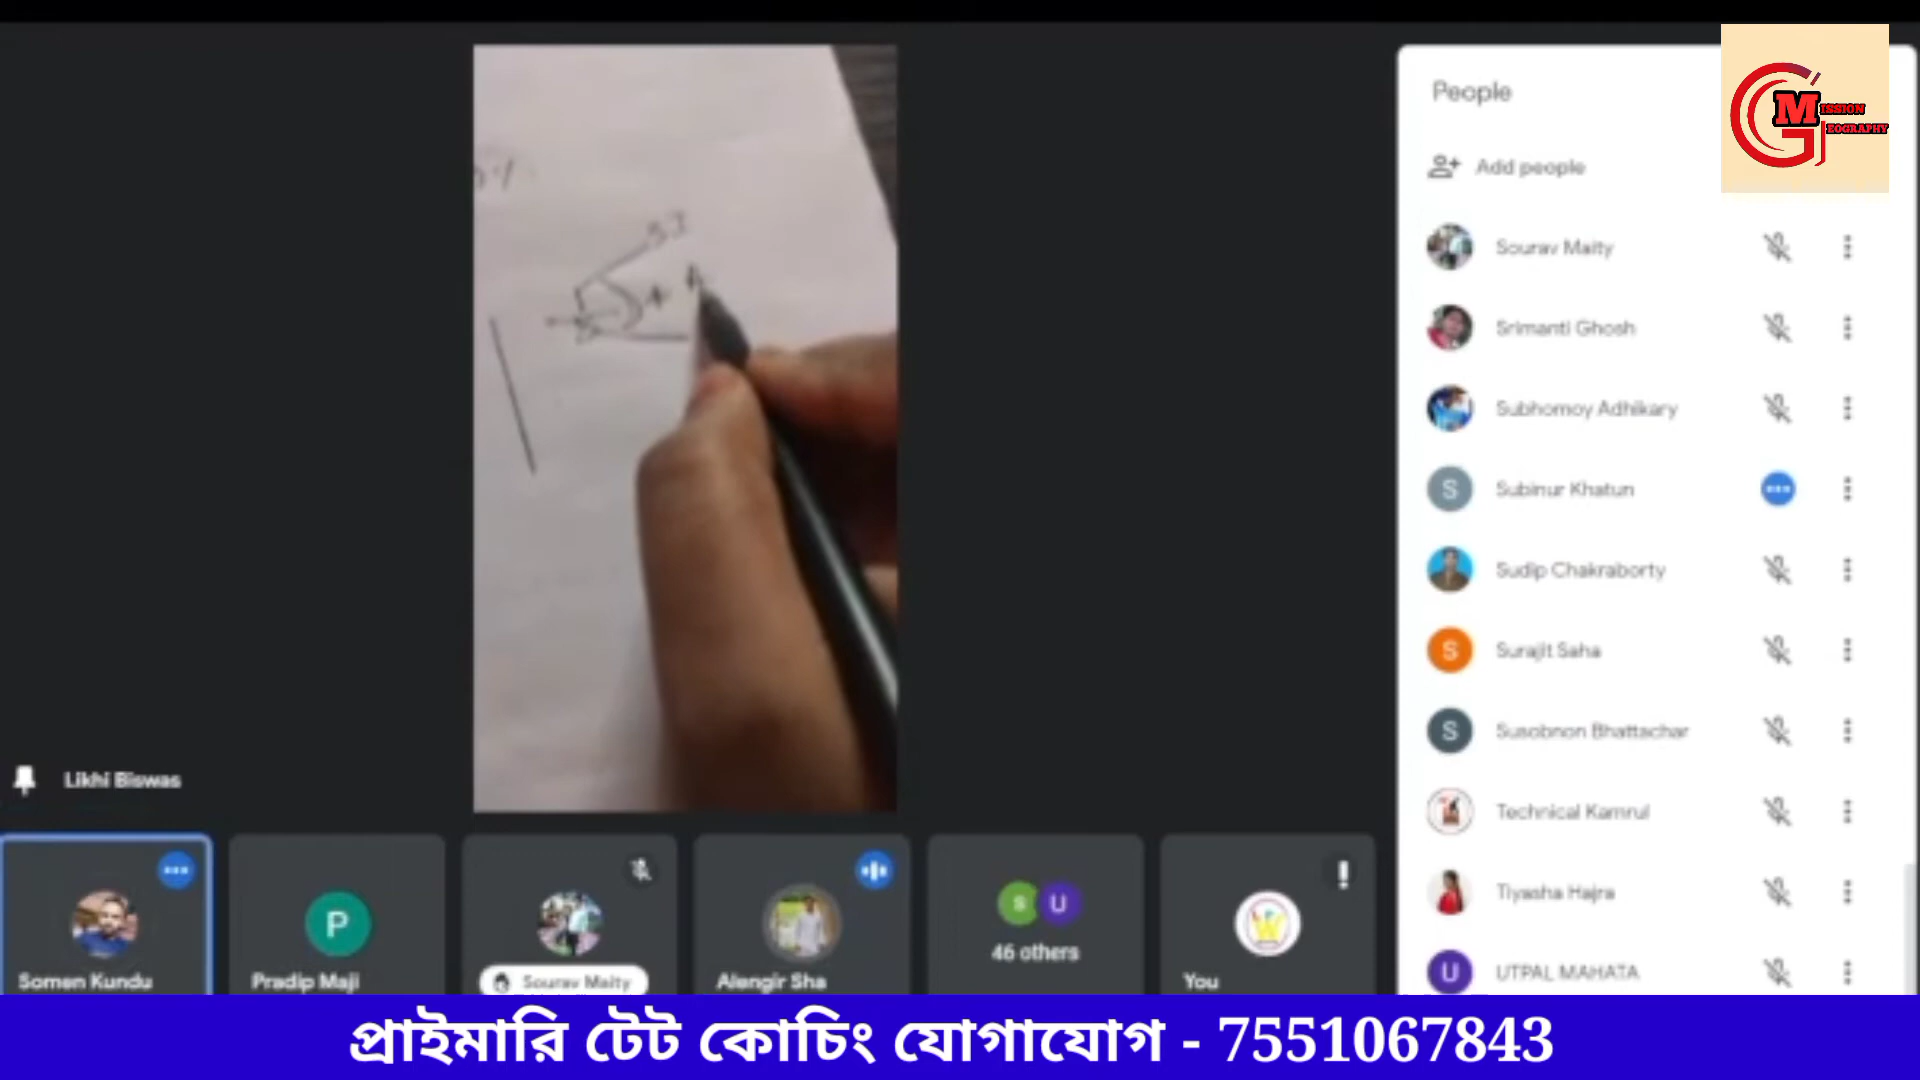 People
MISSION
GEOGRAPHY
Add people
Sourav Maity
Srimanti Ghosh
Subhomoy Adhikary
S Subinur Khatun
Sudip Chakraborty
S Surajit Saha
S Susobnon Bhattachar
Technical Kamrul
Tiyasha Hajra
U UTPAL MAHATA
Likhi Biswas
Somen Kundu
P
Pradip Maji
Sourav Maity
Alengir Sha
S U
46 others
You
প্রাইমারি টেট কোচিং যোগাযোগ - 7551067843